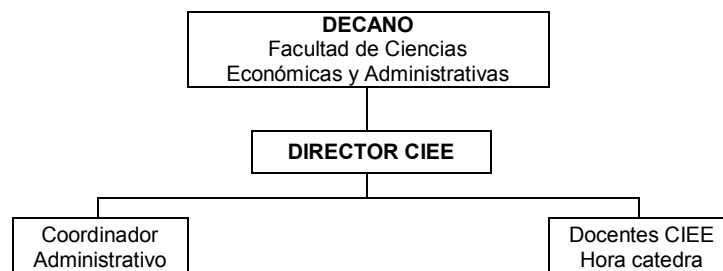 DECANO
Facultad de Ciencias
Económicas y Administrativas
DIRECTOR CIEE
Coordinador
Administrativo
Docentes CIEE
Hora catedra